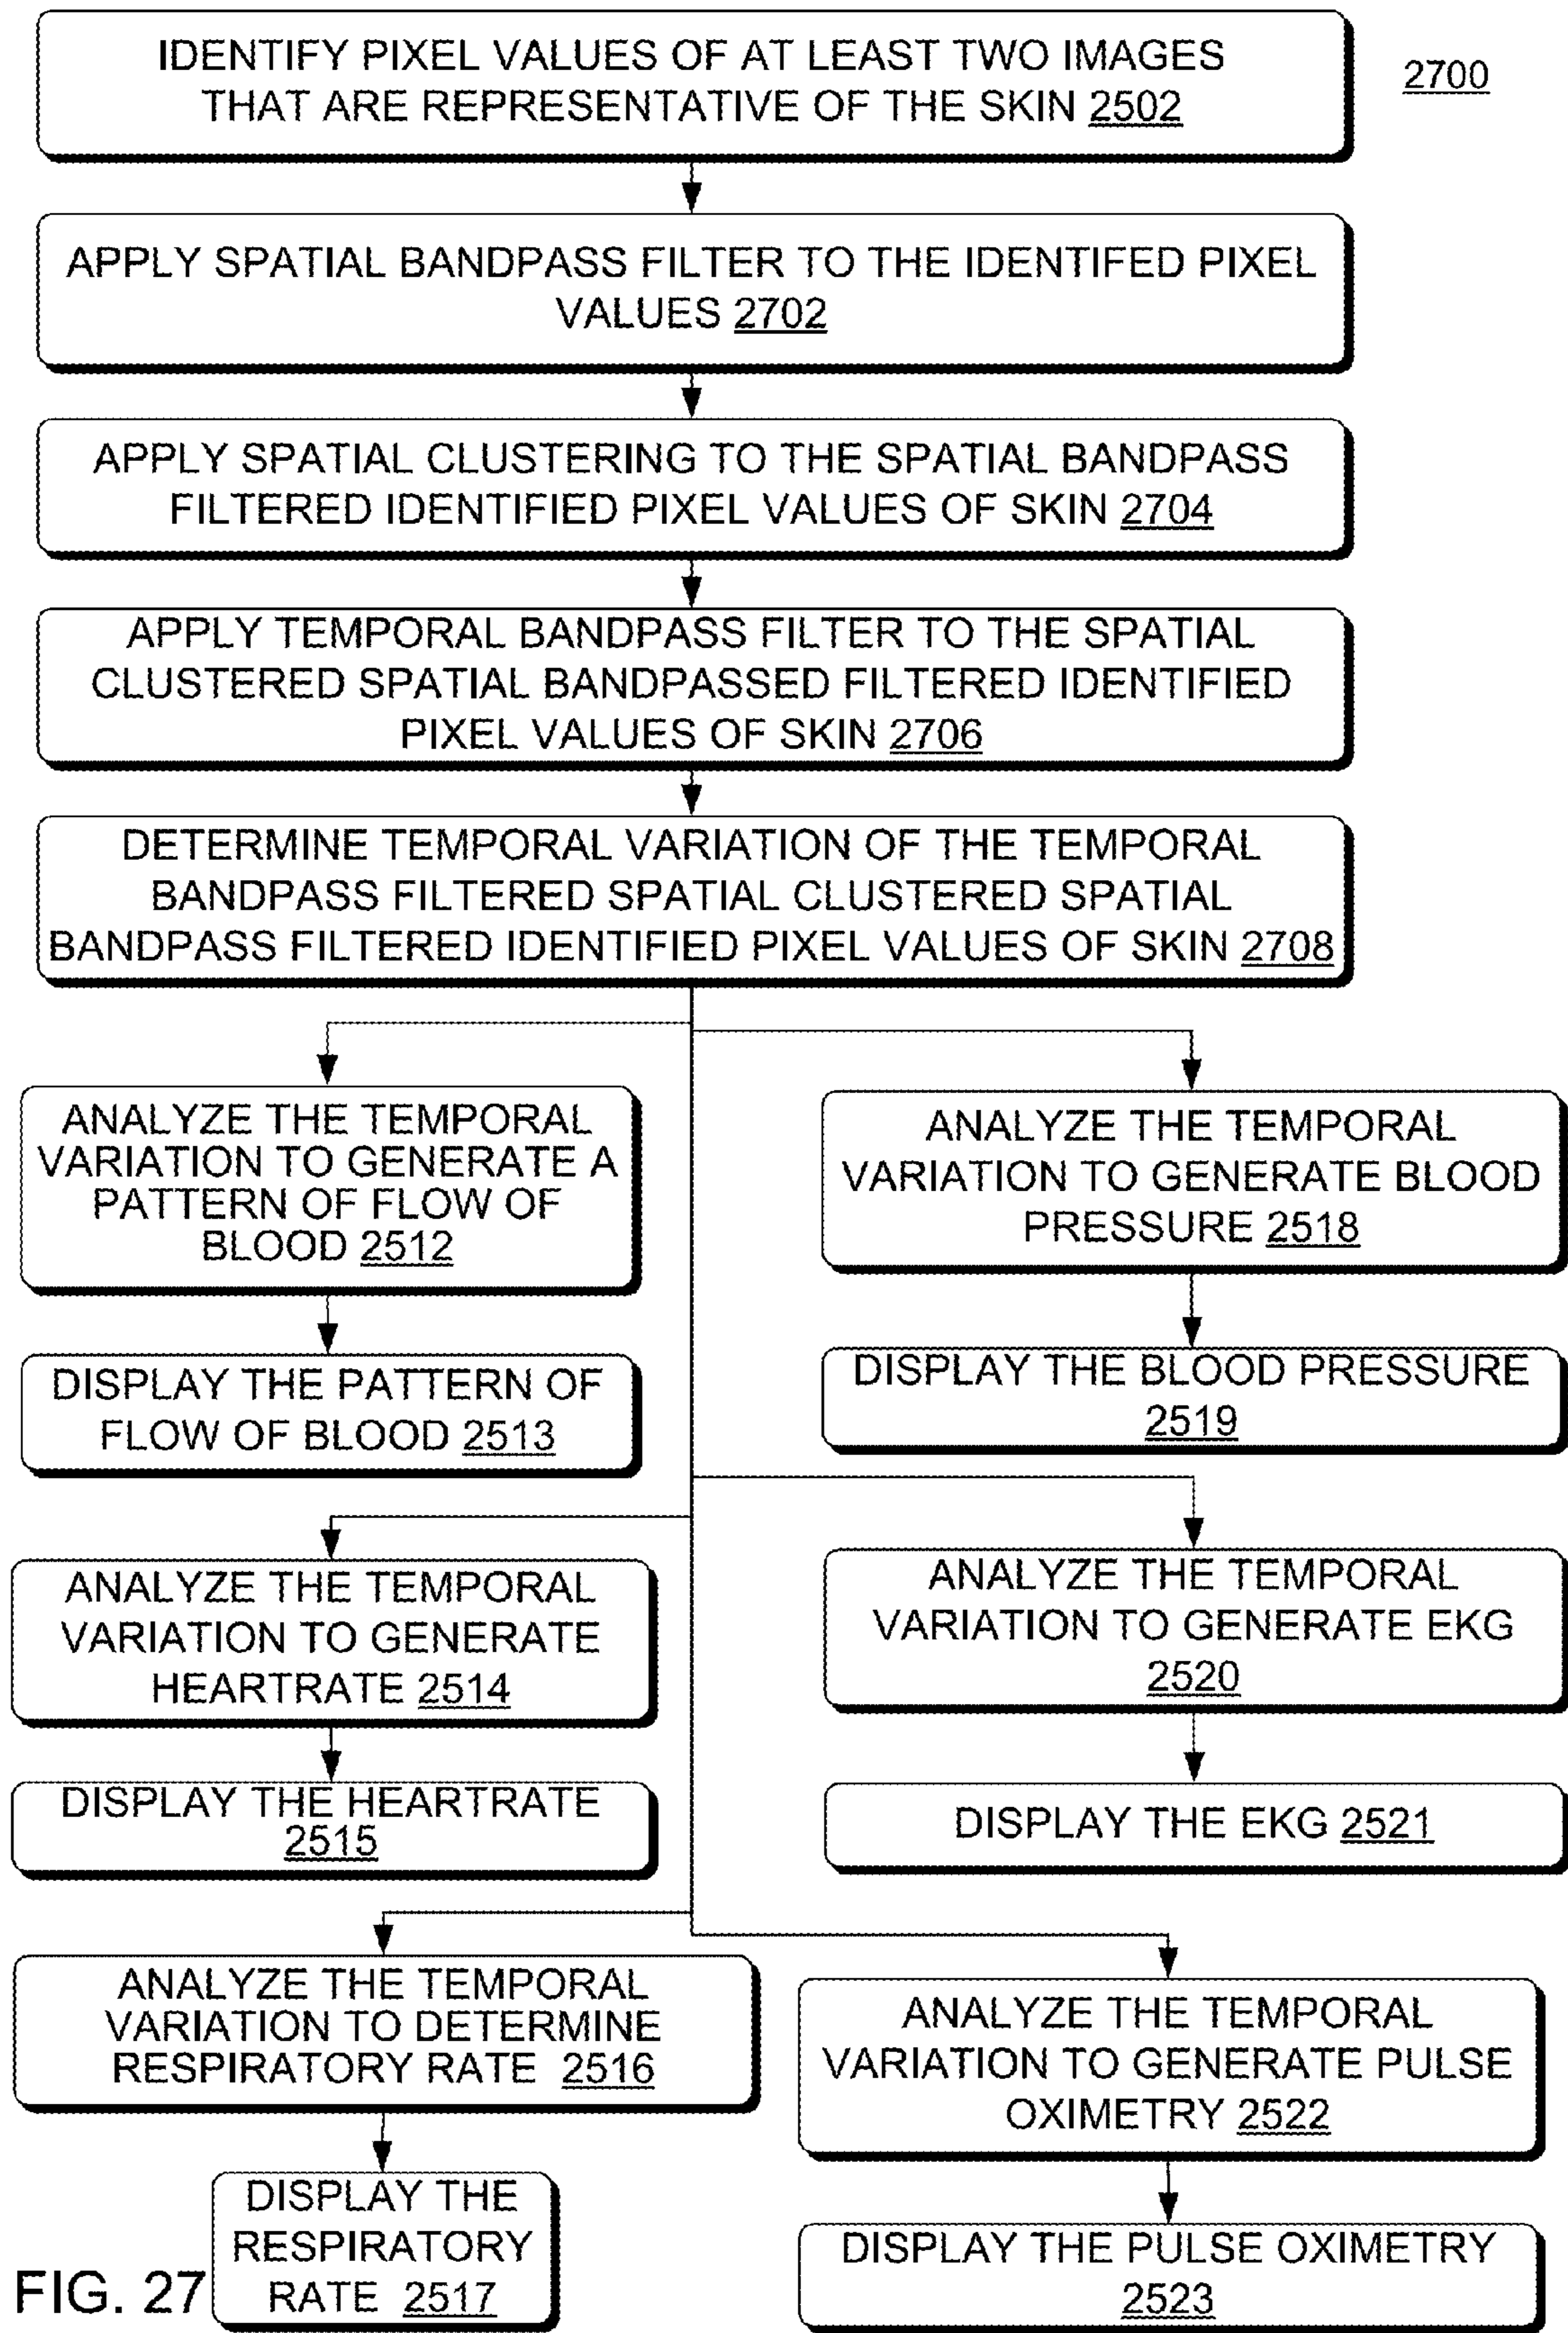 IDENTIFY PIXEL VALUES OF AT LEAST TWO IMAGES
THAT ARE REPRESENTATIVE OF THE SKIN 2502
2700
APPLY SPATIAL BANDPASS FILTER TO THE IDENTIFED PIXEL
VALUES 2702
APPLY SPATIAL CLUSTERING TO THE SPATIAL BANDPASS
FILTERED IDENTIFIED PIXEL VALUES OF SKIN 2704
APPLY TEMPORAL BANDPASS FILTER TO THE SPATIAL
CLUSTERED SPATIAL BANDPASSED FILTERED IDENTIFIED
PIXEL VALUES OF SKIN 2706
DETERMINE TEMPORAL VARIATION OF THE TEMPORAL
BANDPASS FILTERED SPATIAL CLUSTERED SPATIAL
BANDPASS FILTERED IDENTIFIED PIXEL VALUES OF SKIN 2708
ANALYZE THE TEMPORAL
VARIATION TO GENERATE A
PATTERN OF FLOW OF
BLOOD 2512
DISPLAY THE PATTERN OF
FLOW OF BLOOD 2513
ANALYZE THE TEMPORAL
VARIATION TO GENERATE BLOOD
PRESSURE 2518
DISPLAY THE BLOOD PRESSURE
2519
ANALYZE THE TEMPORAL
VARIATION TO GENERATE
HEARTRATE 2514
DISPLAY THE HEARTRATE
2515
ANALYZE THE TEMPORAL
VARIATION TO GENERATE EKG
2520
DISPLAY THE EKG 2521
ANALYZE THE TEMPORAL
VARIATION TO DETERMINE
RESPIRATORY RATE 2516
DISPLAY THE
RESPIRATORY
RATE 2517
ANALYZE THE TEMPORAL
VARIATION TO GENERATE PULSE
OXIMETRY 2522
DISPLAY THE PULSE OXIMETRY
2523
FIG. 27